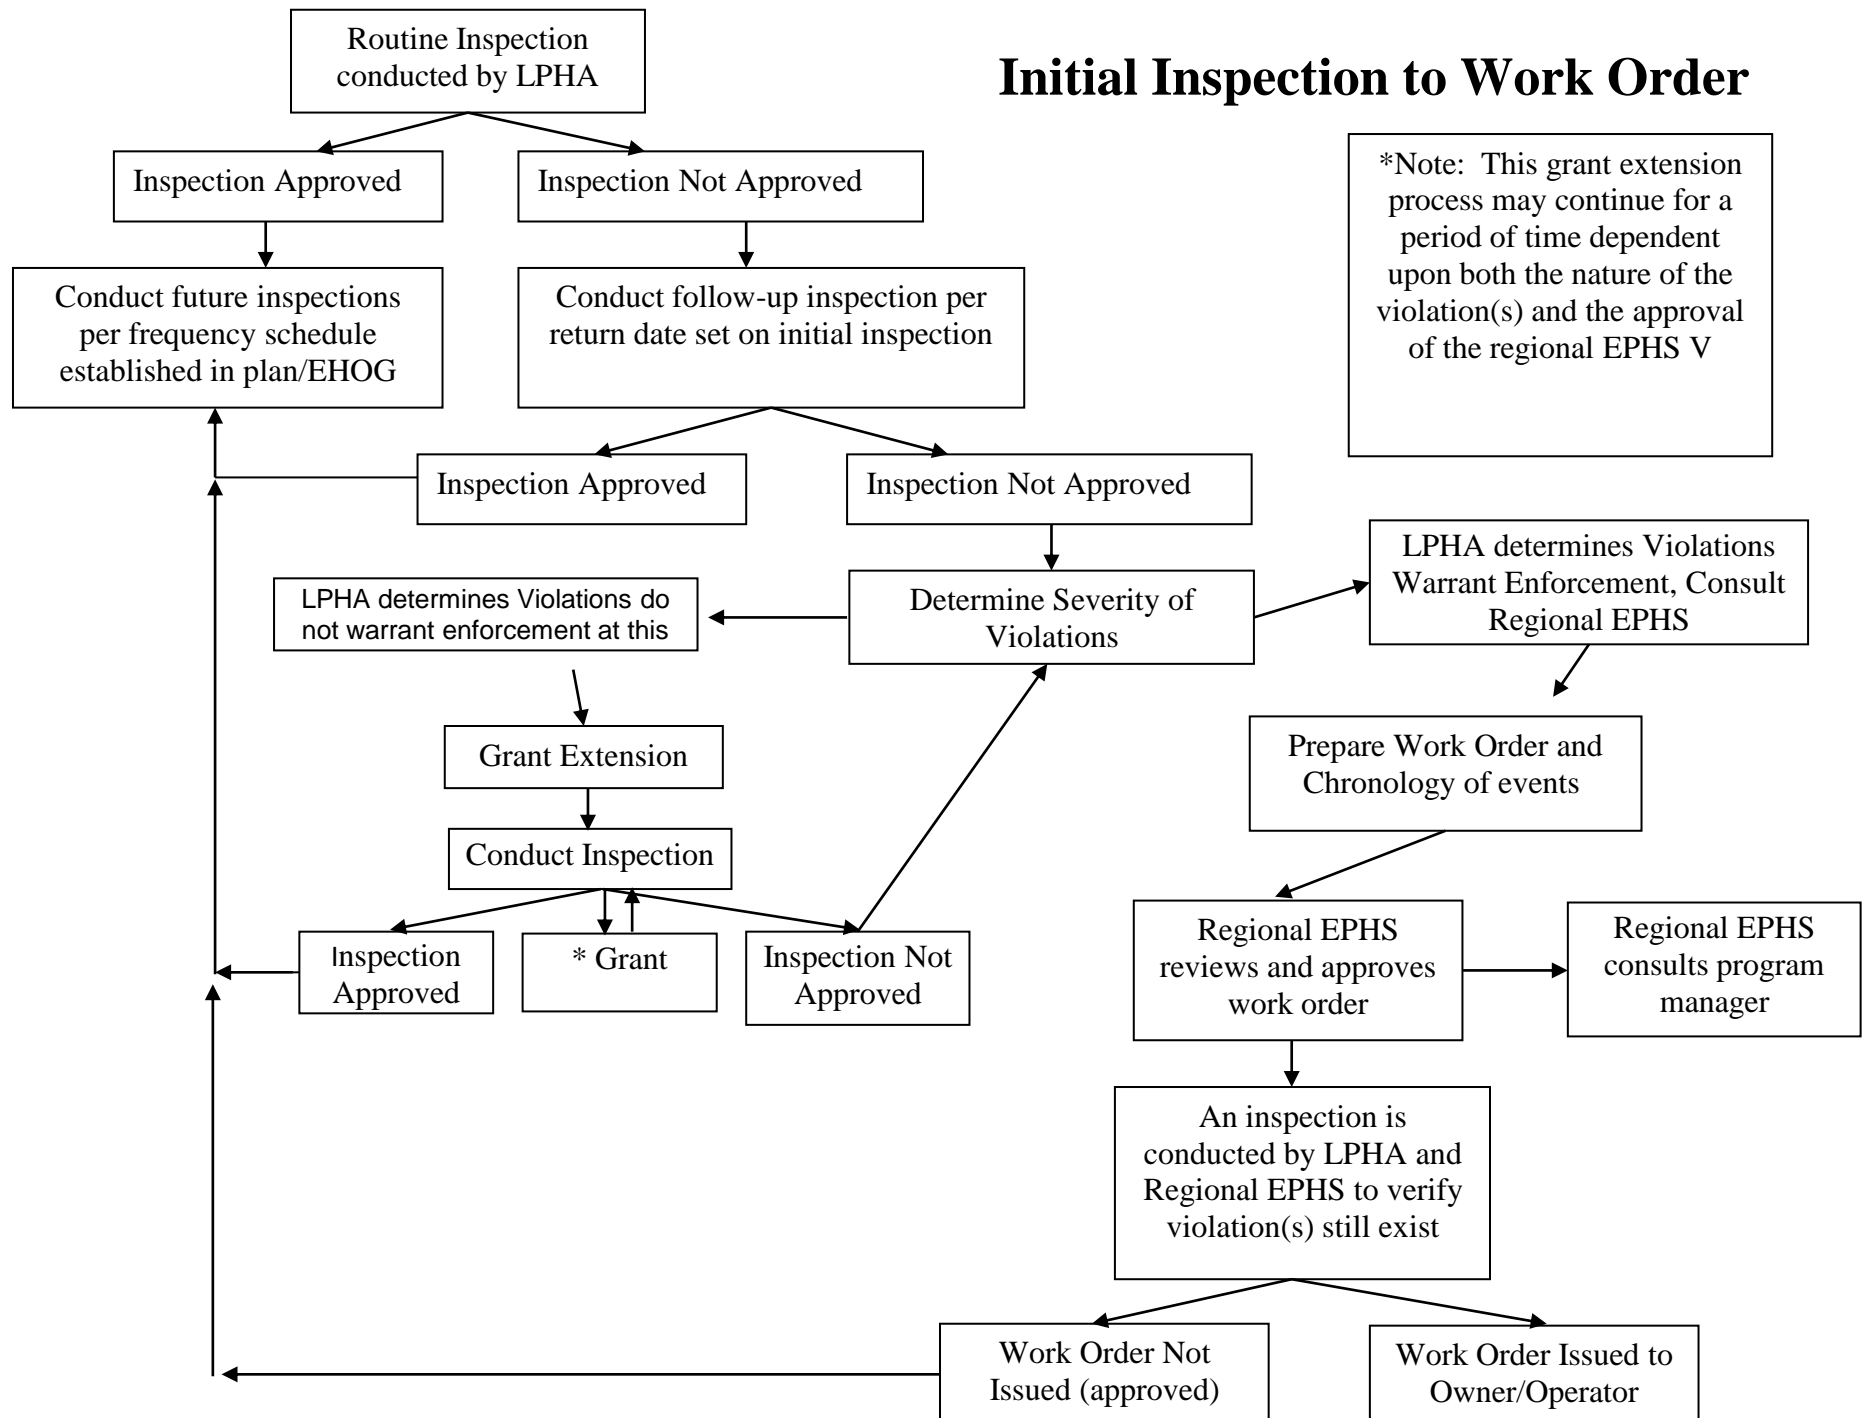 Routine Inspection
conducted by LPHA
Initial Inspection to Work Order
*Note:  This grant extension
process may continue for a
period of time dependent
upon both the nature of the
violation(s) and the approval
of the regional EPHS V
Inspection Approved
Inspection Not Approved
Conduct future inspections
per frequency schedule
established in plan/EHOG
Conduct follow-up inspection per
return date set on initial inspection
Inspection Approved
Inspection Not Approved
LPHA determines Violations do
not warrant enforcement at this
Determine Severity of
Violations
LPHA determines Violations
Warrant Enforcement, Consult
Regional EPHS
Grant Extension
Prepare Work Order and
Chronology of events
Conduct Inspection
Inspection
Approved
* Grant
Inspection Not
Approved
Regional EPHS
reviews and approves
work order
Regional EPHS
consults program
manager
An inspection is
conducted by LPHA and
Regional EPHS to verify
violation(s) still exist
Work Order Not
Issued (approved)
Work Order Issued to
Owner/Operator